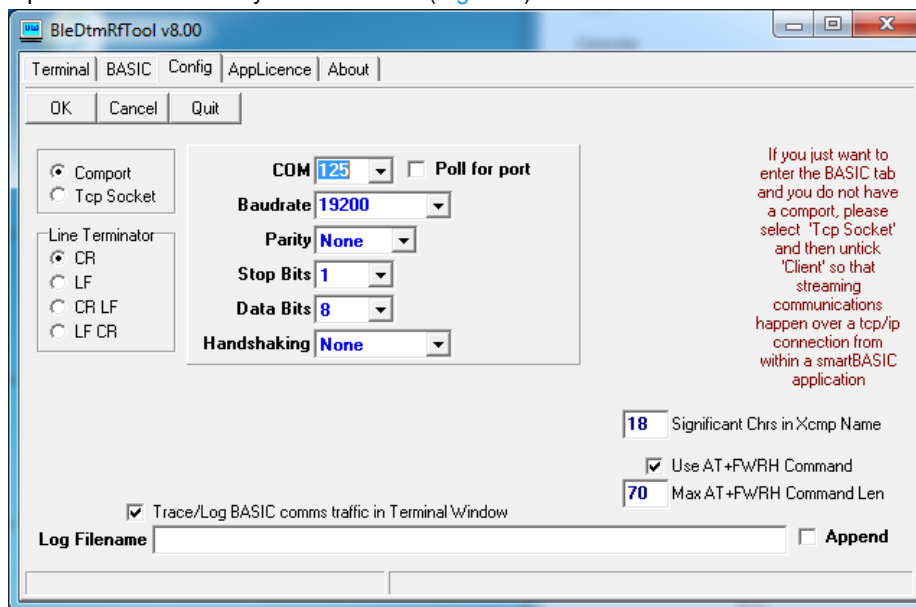 BleDtmRfTool v8.00
Terminal BASIC Config AppLicence About
OK Cancel Quit
Comport
Tcp Socket
Line Terminator
CR
LF
CR LF
LF CR
COM 125 Poll for port
Baudrate 19200
Parity None
Stop Bits 1
Data Bits 8
Handshaking None
If you just want to
enter the BASIC tab
and you do not have
a comport, please
select 'Tcp Socket'
and then untick
'Client' so that
streaming
communications
happen over a tcp/ip
connection from
within a smartBASIC
application
18 Significant Chrs in Xcmp Name
Use AT+FWRH Command
70 Max AT+FWRH Command Len
Trace/Log BASIC comms traffic in Terminal Window
Log Filename Append